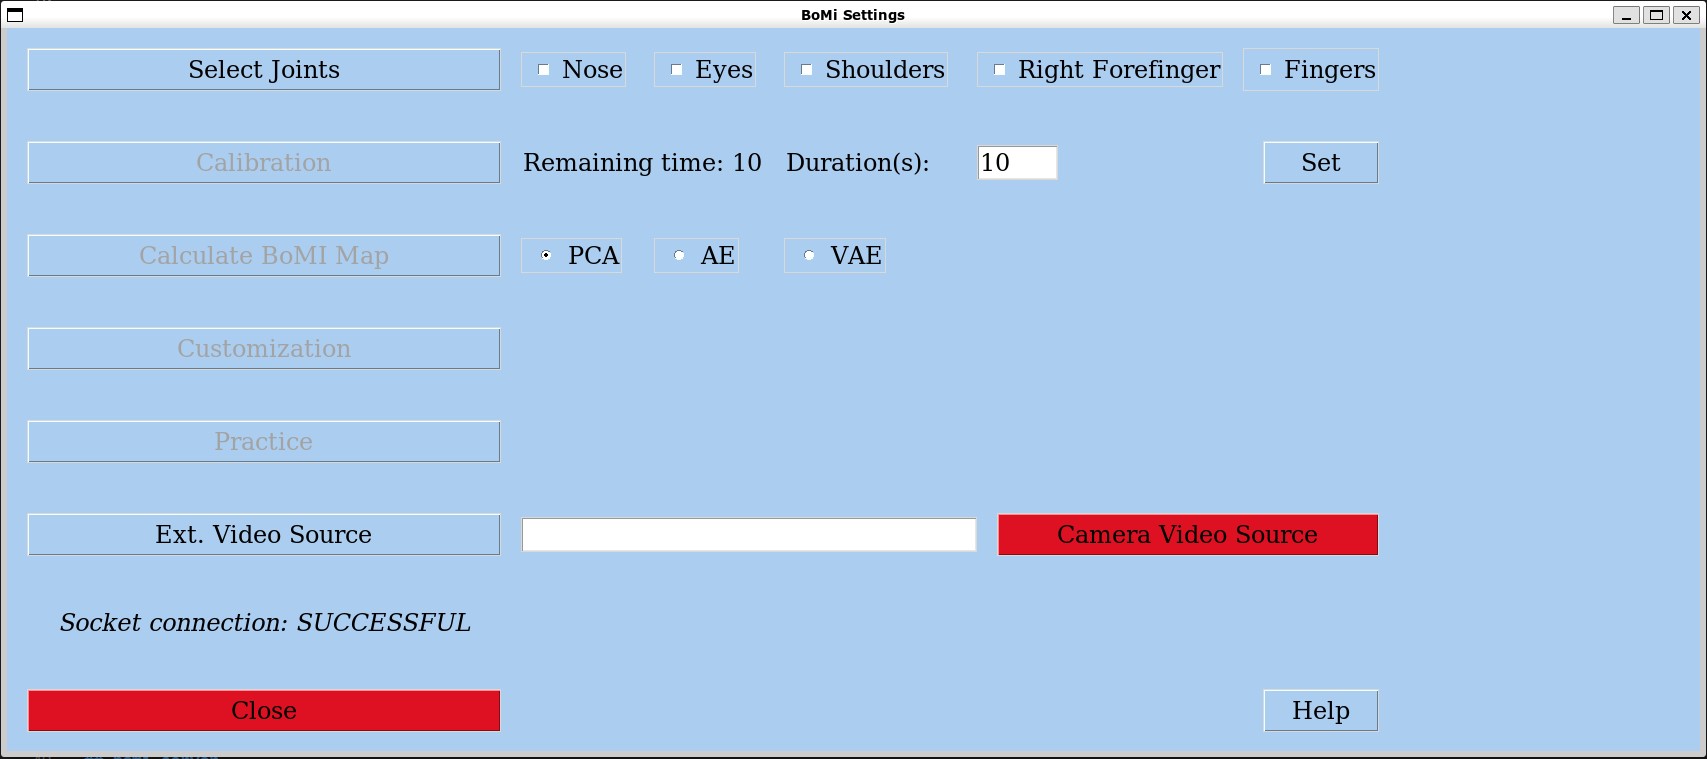 BoMi Settings
Select Joints Nose Eyes Shoulders Right Forefinger Fingers
Calibration Remaining time: 10 Duration(s): 10 Set
Calculate BoMI Map PCA AE VAE
Customization
Practice
Ext. Video Source Camera Video Source
Socket connection: SUCCESSFUL
Close Help